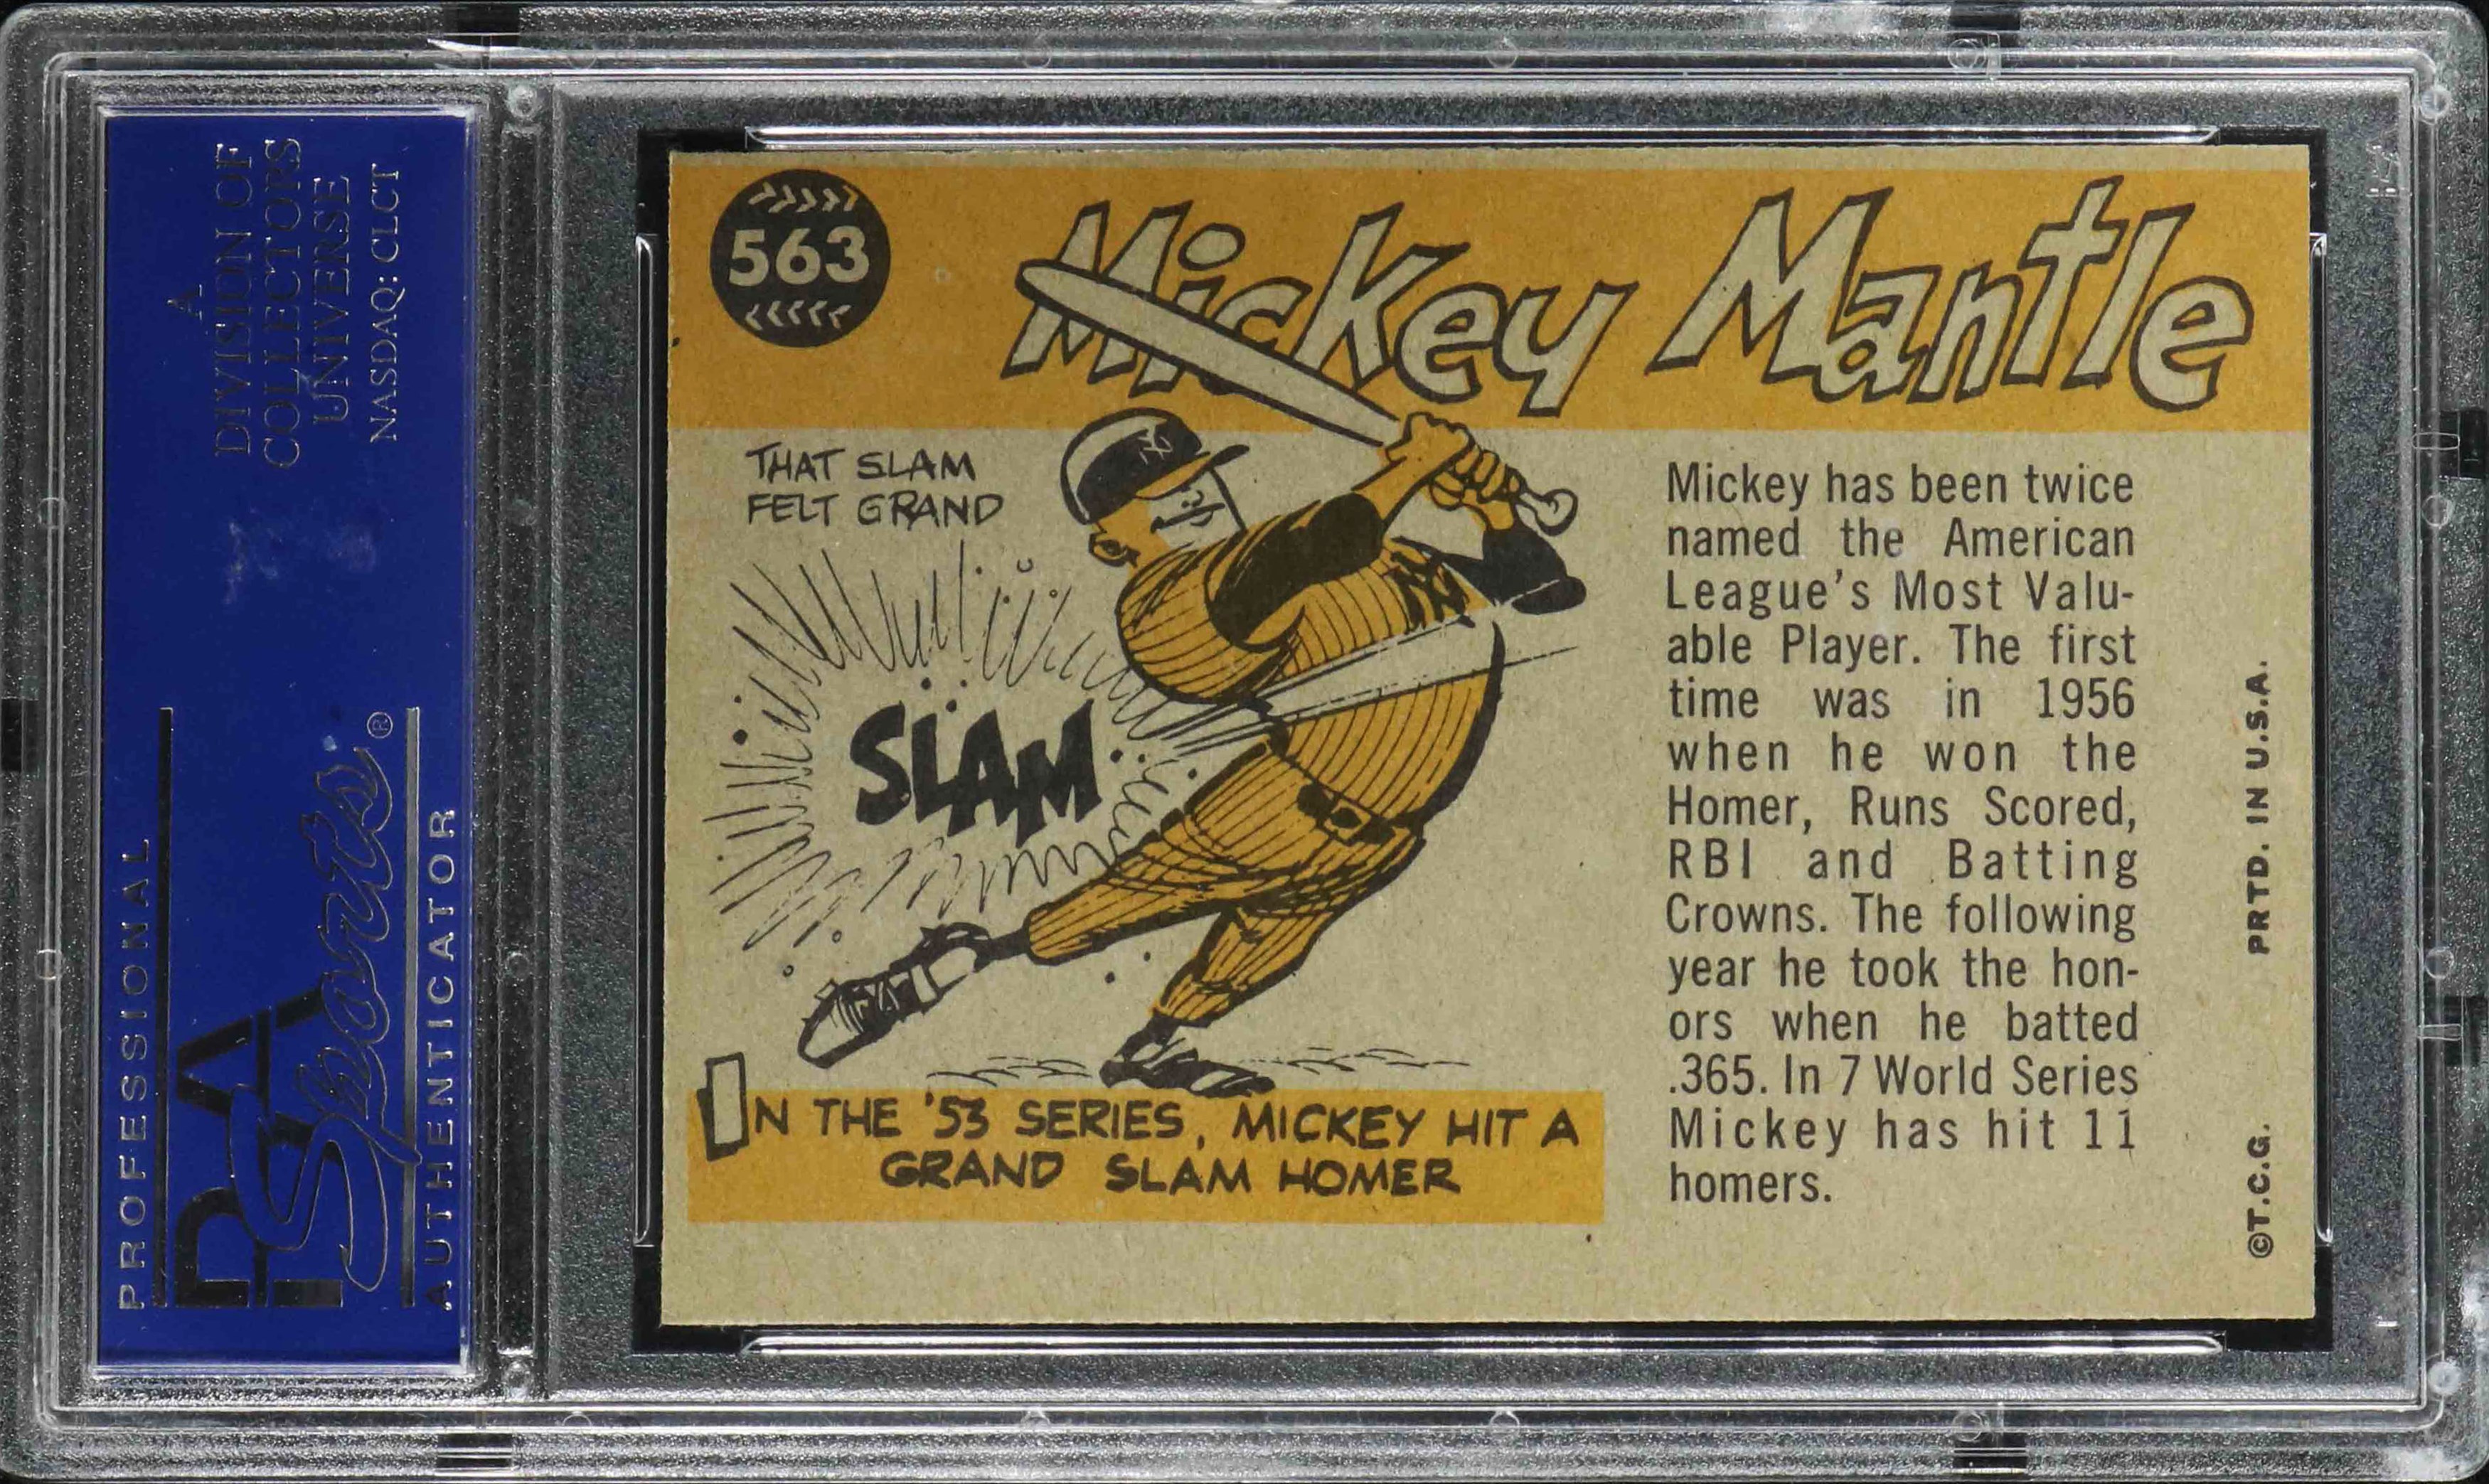 A
DIVISION OF
COLLECTORS
UNIVERSE
NASDAQ: CLCT
PROFESSIONAL
PSA
Sports®
AUTHENTICATOR
563
Mickey Mantle
THAT SLAM
FELT GRAND
NY
NY
SLAM
IN THE '53 SERIES, MICKEY HIT A
GRAND SLAM HOMER
Mickey has been twice
named the American
League's Most Valu-
able Player. The first
time was in 1956
when he won the
Homer, Runs Scored,
RBI and Batting
Crowns. The following
year he took the hon-
ors when he batted
.365. In 7 World Series
Mickey has hit 11
homers.
©T.C.G. PRTD. IN U.S.A.